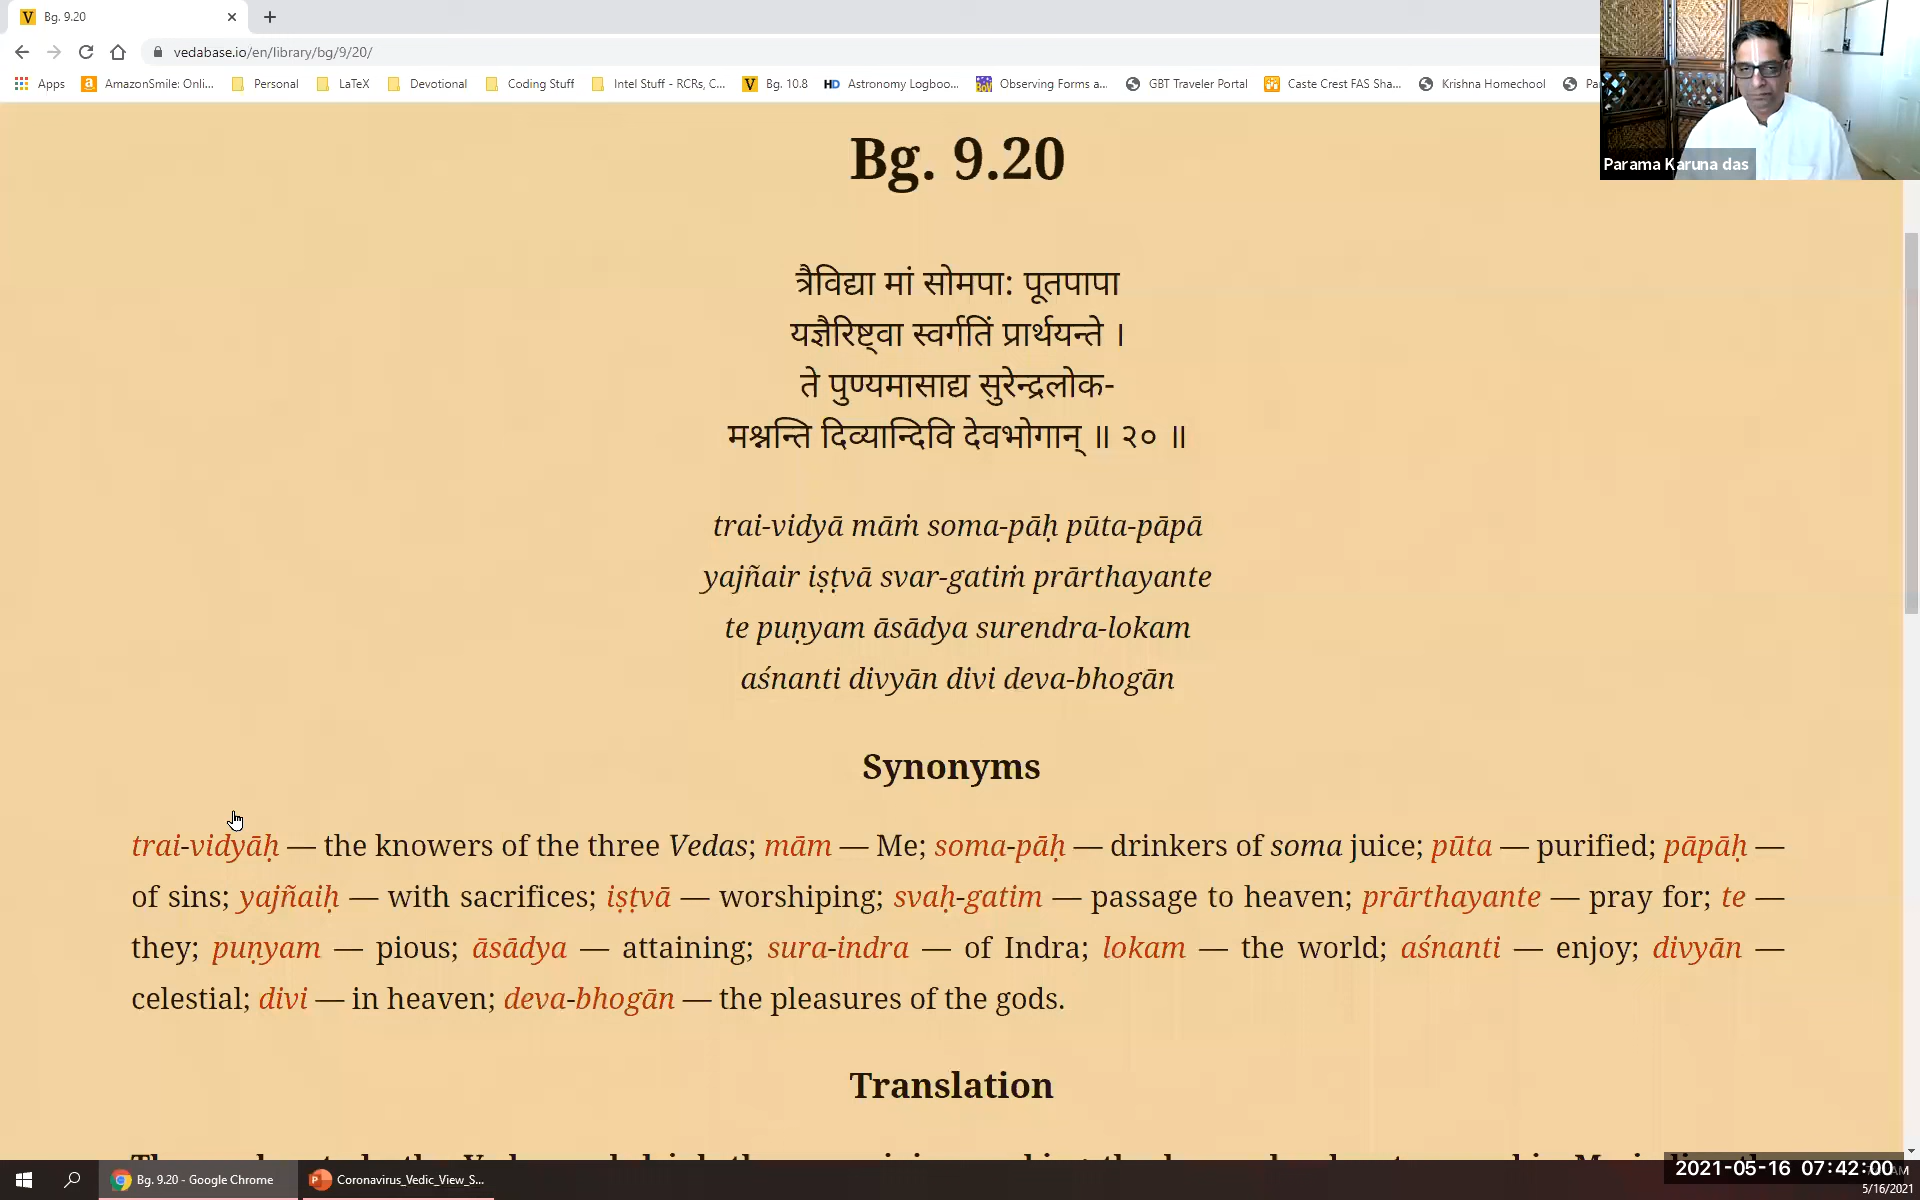 Bg. 9.20
vedabase.io/en/library/bg/9/20/
Apps AmazonSmile: Onli... Personal LaTeX Devotional Coding Stuff Intel Stuff - RCRs, C... Bg. 10.8 Astronomy Logboo... Observing Forms a... GBT Traveler Portal Caste Crest FAS Sha... Krishna Homechool
Parama Karuna das
Bg. 9.20
त्रैविद्या मां सोमपा: पूतपापा
यज्ञैरिष्ट्वा स्वर्गतिं प्रार्थयन्ते ।
ते पुण्यमासाद्य सुरेन्द्रलोक-
मश्न‍न्ति दिव्यान्दिवि देवभोगान् ॥ २० ॥
trai-vidyā māṁ soma-pāḥ pūta-pāpā
yajñair iṣṭvā svar-gatiṁ prārthayante
te puṇyam āsādya surendra-lokam
aśnanti divyān divi deva-bhogān
Synonyms
trai-vidyāḥ — the knowers of the three Vedas; mām — Me; soma-pāḥ — drinkers of soma juice; pūta — purified; pāpāḥ —
of sins; yajñaiḥ — with sacrifices; iṣṭvā — worshiping; svaḥ-gatim — passage to heaven; prārthayante — pray for; te —
they; puṇyam — pious; āsādya — attaining; sura-indra — of Indra; lokam — the world; aśnanti — enjoy; divyān —
celestial; divi — in heaven; deva-bhogān — the pleasures of the gods.
Translation
Bg. 9.20 - Google Chrome Coronavirus_Vedic_View_S...
2021-05-16 07:42:00
5/16/2021